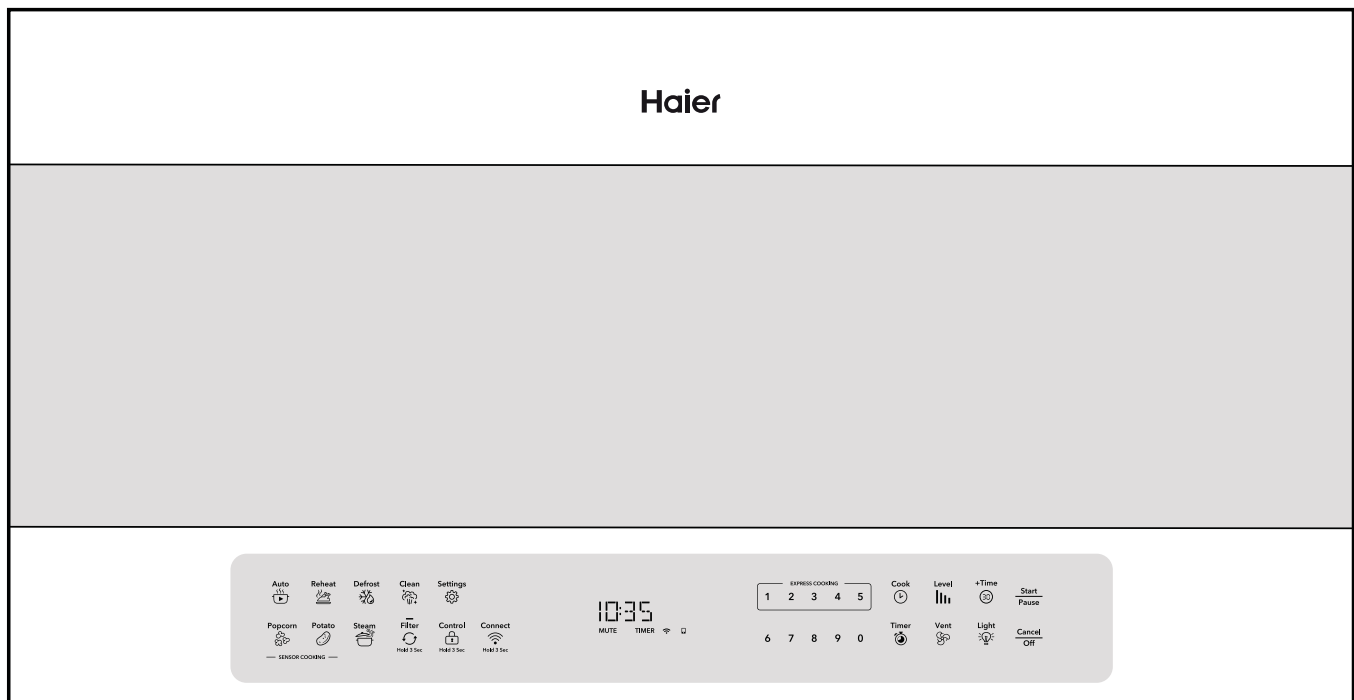 Haier
Auto Reheat Defrost Clean Settings
Popcorn Potato Steam Filter Control Connect
Hold 3 Sec Hold 3 Sec Hold 3 Sec
SENSOR COOKING
10:35
MUTE TIMER
EXPRESS COOKING
1 2 3 4 5
6 7 8 9 0
Cook Level +Time
30
Start
Pause
Timer Vent Light
Cancel
Off